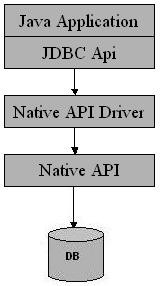 Java Application
JDBC Api
Native API Driver
Native API
DB